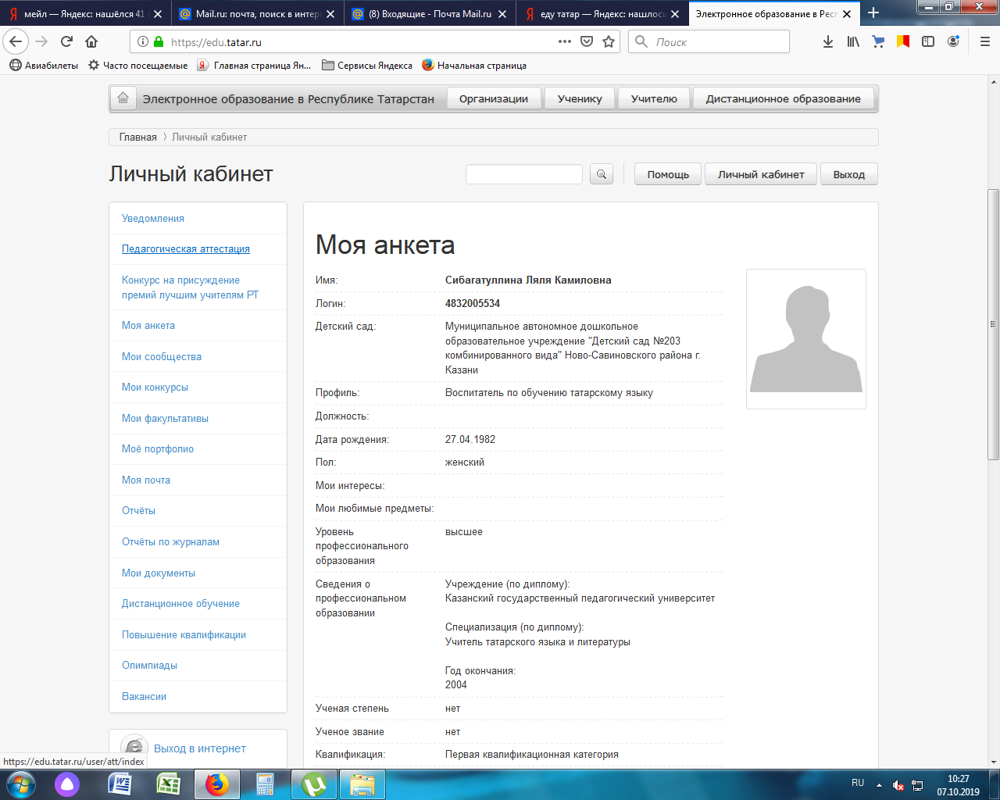 мейл — Яндекс: нашёлся 41
Mail.ru: почта, поиск в интер
(8) Входящие - Почта Mail.ru
еду татар — Яндекс: нашлось
Электронное образование в Респ
https://edu.tatar.ru
Поиск
Авиабилеты
Часто посещаемые
Главная страница Ян...
Сервисы Яндекса
Начальная страница
Электронное образование в Республике Татарстан
Организации
Ученику
Учителю
Дистанционное образование
Главная
Личный кабинет
Личный кабинет
Помощь
Личный кабинет
Выход
Уведомления
Педагогическая аттестация
Конкурс на присуждение
премий лучшим учителям РТ
Моя анкета
Мои сообщества
Мои конкурсы
Мои факультативы
Моё портфолио
Моя почта
Отчёты
Отчёты по журналам
Мои документы
Дистанционное обучение
Повышение квалификации
Олимпиады
Вакансии
Выход в интернет
Моя анкета
Имя: Сибагатуллина Ляля Камиловна
Логин: 4832005534
Детский сад: Муниципальное автономное дошкольное
образовательное учреждение "Детский сад №203
комбинированного вида" Ново-Савиновского района г.
Казани
Профиль: Воспитатель по обучению татарскому языку
Должность:
Дата рождения: 27.04.1982
Пол: женский
Мои интересы:
Мои любимые предметы:
Уровень высшее
профессионального
образования
Сведения о Учреждение (по диплому):
профессиональном Казанский государственный педагогический университет
образовании
Специализация (по диплому):
Учитель татарского языка и литературы
Год окончания:
2004
Ученая степень нет
Ученое звание нет
Квалификация: Первая квалификационная категория
https://edu.tatar.ru/user/att/index
RU
10:27
07.10.2019